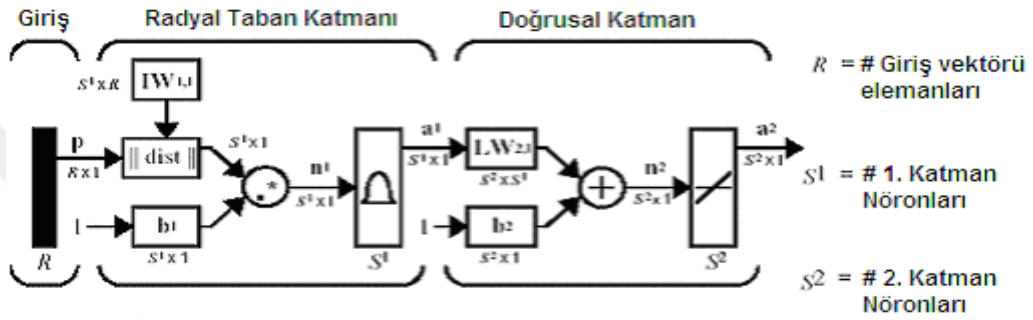 Giriş
Radyal Taban Katmanı
Doğrusal Katman
S¹xR
IW1,1
R = # Giriş vektörü
elemanları
p
Rx1
|| dist ||
S¹x1
.*
n¹
S¹x1
a¹
S¹x1
LW2,1
S²xS¹
+
n²
S²x1
a²
S²x1
S1 = # 1. Katman
Nöronları
1
b1
S¹x1
1
b2
S²x1
R
S¹
S²
S2 = # 2. Katman
Nöronları